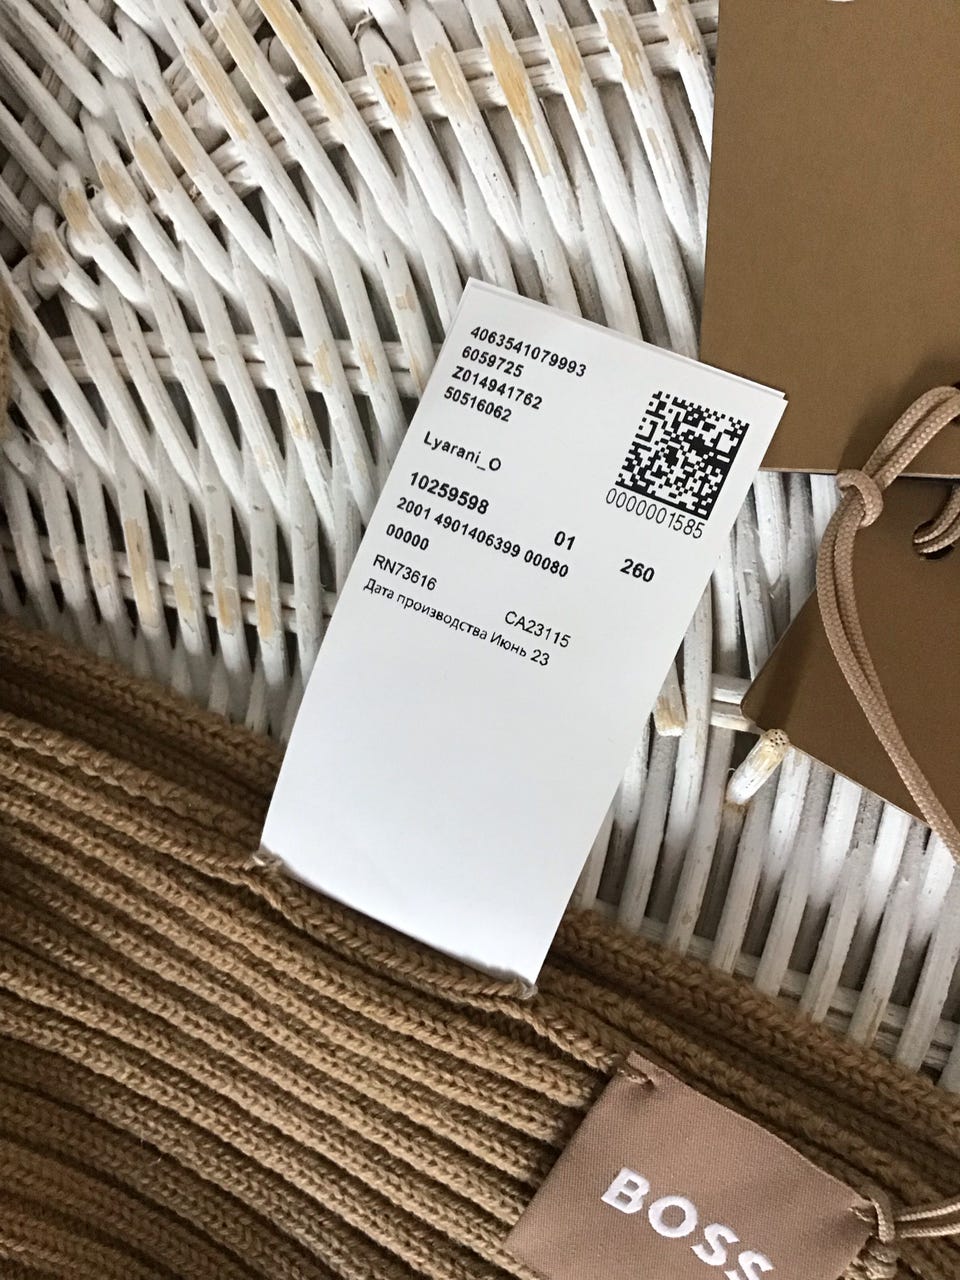 4063541079993
6059725
Z014941762
50516062
Lyarani_O
0000001585
10259598 01 260
2001 4901406399 00080
00000
RN73616 CA23115
Дата производства Июнь 23
BOSS